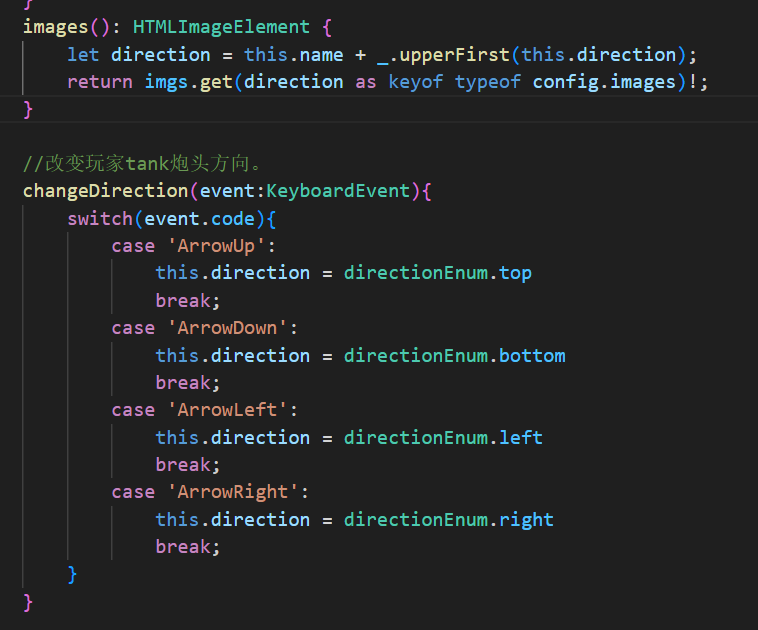 }
images(): HTMLImageElement {
    let direction = this.name + _.upperFirst(this.direction);
    return imgs.get(direction as keyof typeof config.images)!;
}

//改变玩家tank炮头方向。
changeDirection(event:KeyboardEvent){
    switch(event.code){
        case 'ArrowUp':
            this.direction = directionEnum.top
            break;
        case 'ArrowDown':
            this.direction = directionEnum.bottom
            break;
        case 'ArrowLeft':
            this.direction = directionEnum.left
            break;
        case 'ArrowRight':
            this.direction = directionEnum.right
            break;
    }
}